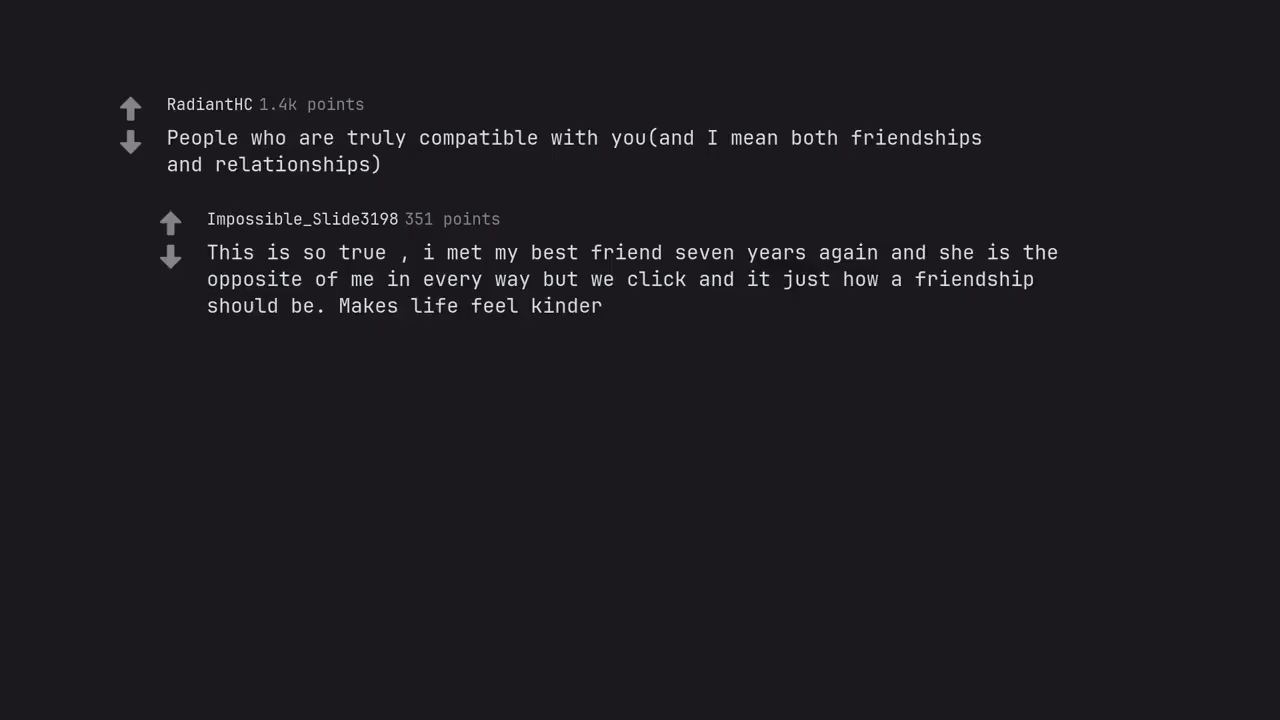 RadiantHC 1.4k points
People who are truly compatible with you(and I mean both friendships
and relationships)
Impossible_Slide3198 351 points
This is so true , i met my best friend seven years again and she is the
opposite of me in every way but we click and it just how a friendship
should be. Makes life feel kinder